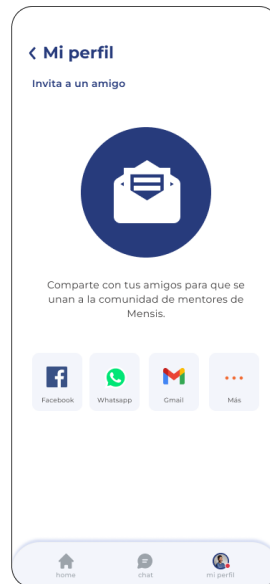 Mi perfil
Invita a un amigo
Comparte con tus amigos para que se
unan a la comunidad de mentores de
Mensis.
Facebook
Whatsapp
Gmail
Más
home
chat
mi perfil